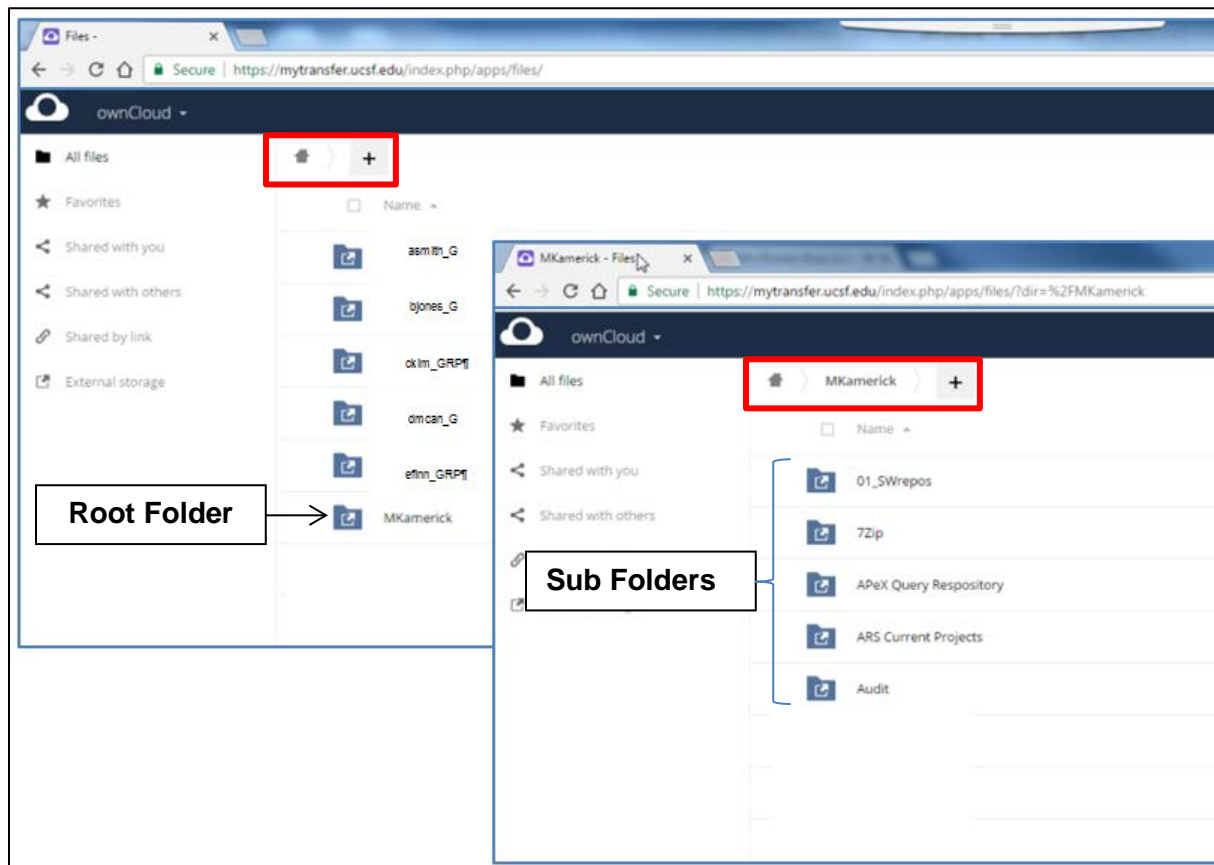 Files -
Secure | https://mytransfer.ucsf.edu/index.php/apps/files/
ownCloud
All files
+
Favorites
Name
Shared with you
asmith_G
Shared with others
bjones_G
Shared by link
ckim_GRP¶
External storage
dmcan_G
efinn_GRP¶
Root Folder
MKamerick
MKamerick - Files
Secure | https://mytransfer.ucsf.edu/index.php/apps/files/?dir=%2FMKamerick
ownCloud
All files
MKamerick
+
Favorites
Name
Shared with you
01_SWrepos
Shared with others
7Zip
Sub Folders
APeX Query Respository
ARS Current Projects
Audit